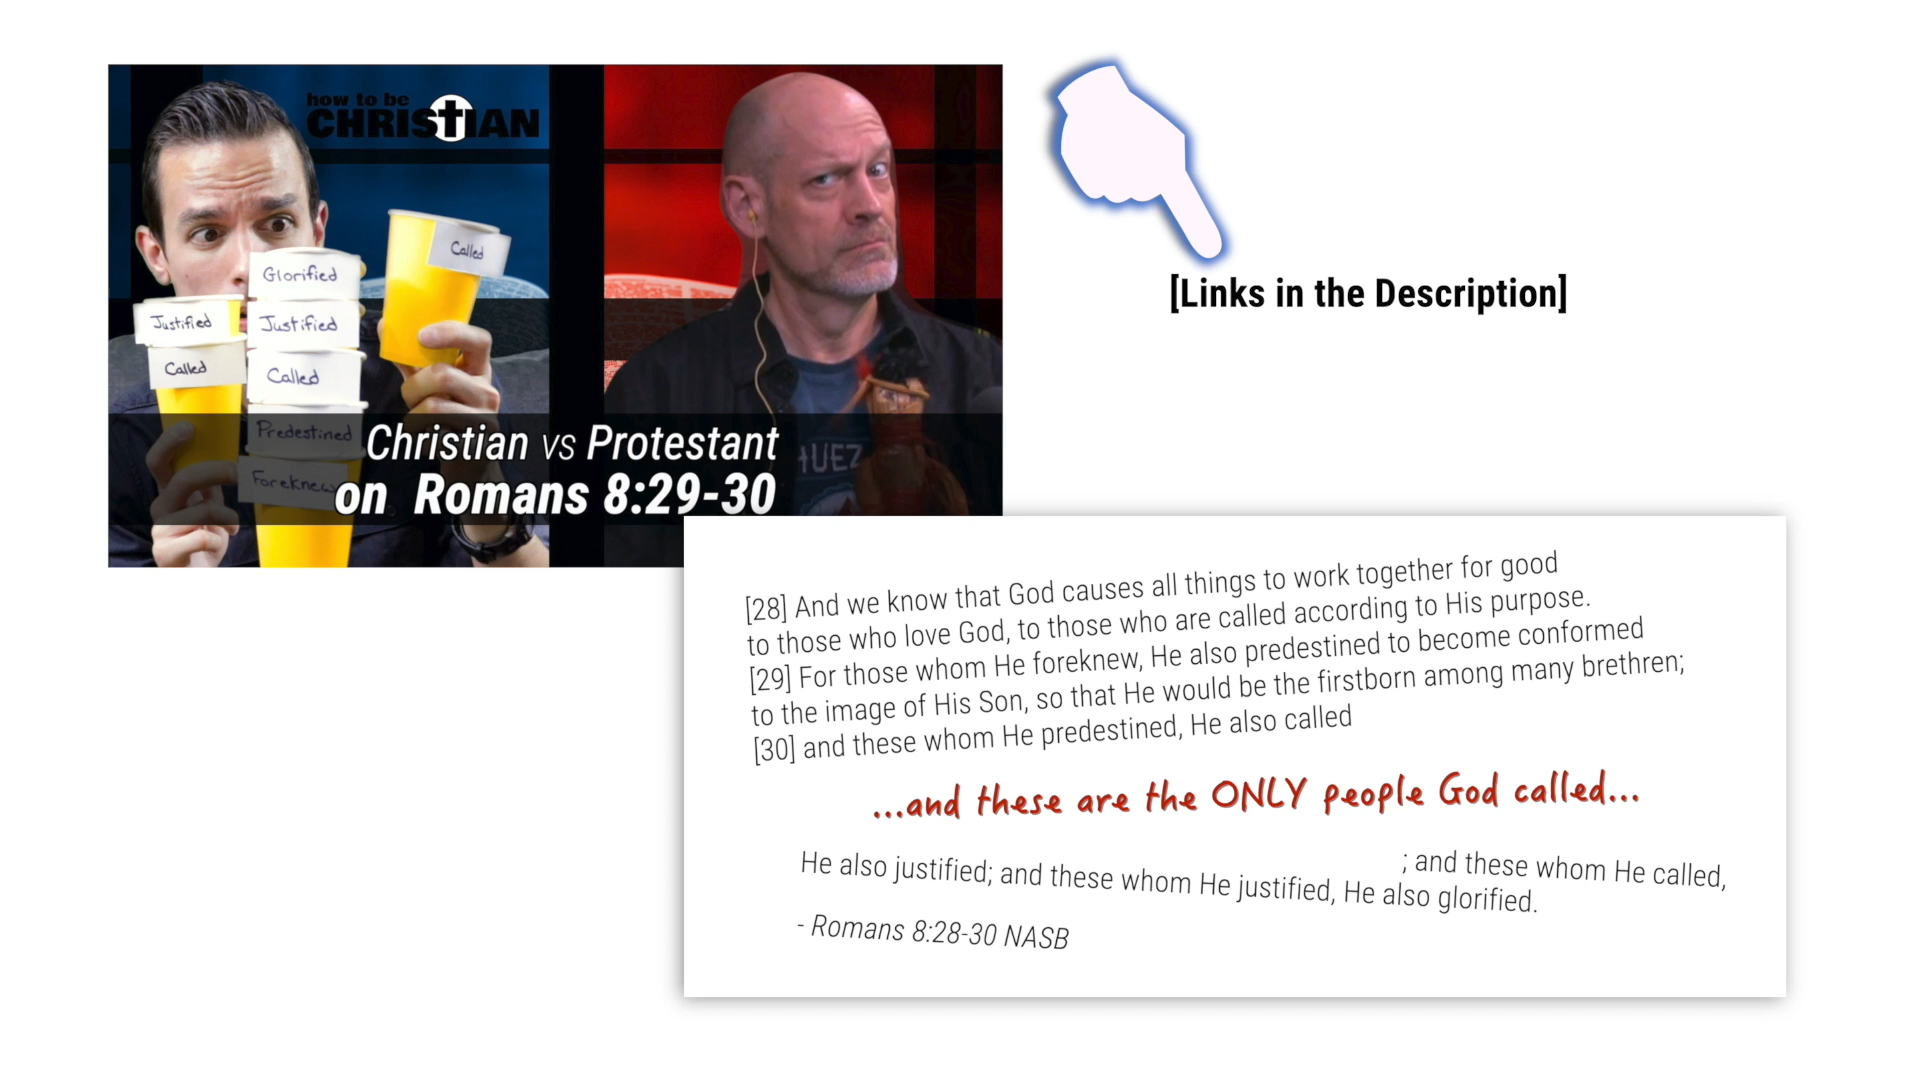 how to be
CHRISTIAN
Called
Glorified
Justified
Justified
Called
Called
Predestined
Foreknew
HUEZ
Christian vs Protestant
on Romans 8:29-30
[Links in the Description]
[28] And we know that God causes all things to work together for good
to those who love God, to those who are called according to His purpose.
[29] For those whom He foreknew, He also predestined to become conformed
to the image of His Son, so that He would be the firstborn among many brethren;
[30] and these whom He predestined, He also called
...and these are the ONLY people God called...
; and these whom He called,
He also justified; and these whom He justified, He also glorified.
- Romans 8:28-30 NASB